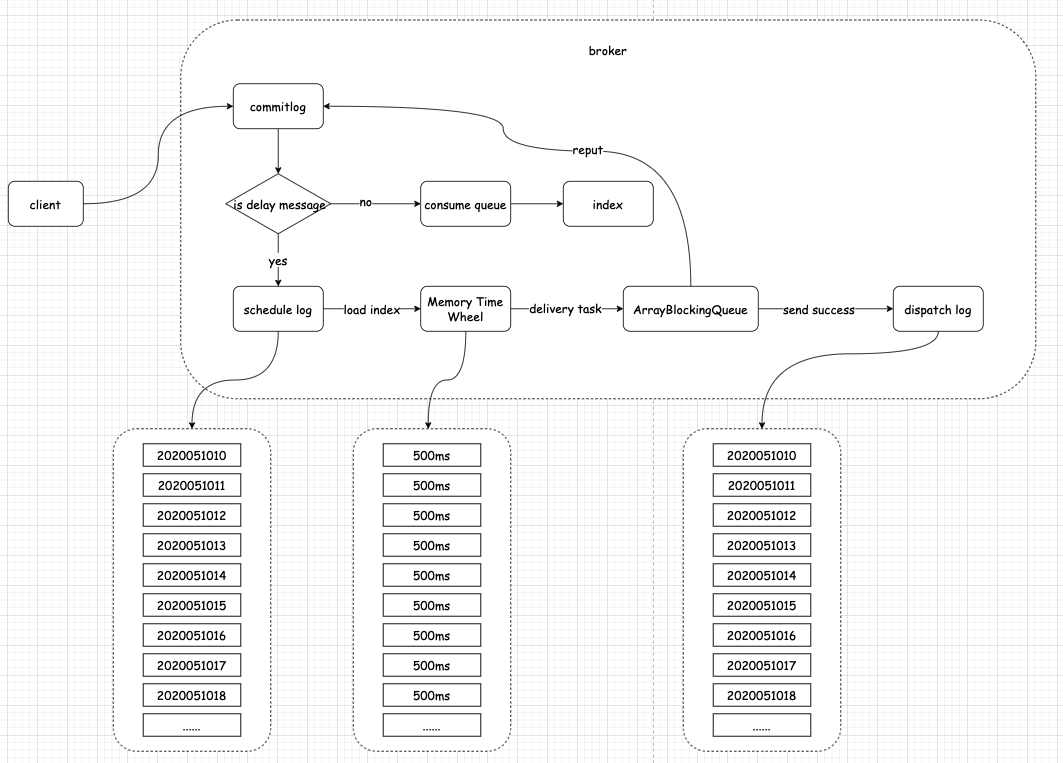 broker
commitlog
reput
client
is delay message
no
consume queue
index
yes
schedule log
load index
Memory Time
Wheel
delivery task
ArrayBlockingQueue
send success
dispatch log
2020051010
2020051011
2020051012
2020051013
2020051014
2020051015
2020051016
2020051017
2020051018
......
500ms
500ms
500ms
500ms
500ms
500ms
500ms
500ms
500ms
......
2020051010
2020051011
2020051012
2020051013
2020051014
2020051015
2020051016
2020051017
2020051018
......